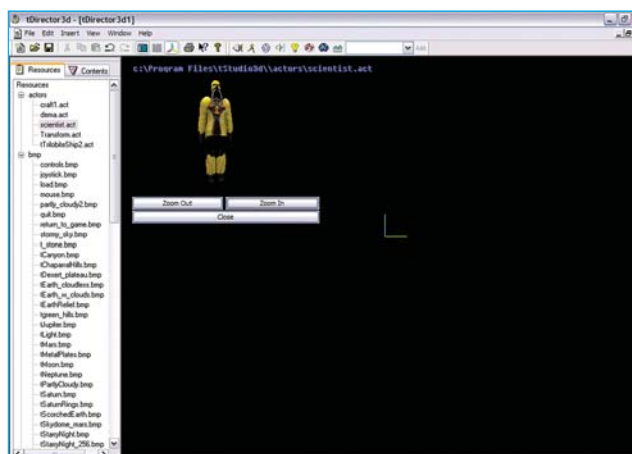 tDirector3d - [tDirector3d1]
File Edit Insert View Window Help
Add
Resources Contents
c:\Program Files\tStudio3d\\actors\scientist.act
Resources
actors
craft1.act
dema.act
scientist.act
Transform.act
tTrilobiteShip2.act
bmp
controls.bmp
joystick.bmp
load.bmp
mouse.bmp
partly_cloudy2.bmp
quit.bmp
return_to_game.bmp
stormy_sky.bmp
t_stone.bmp
tCanyon.bmp
tChaparralHills.bmp
tDesert_plateau.bmp
tEarth_cloudless.bmp
tEarth_w_clouds.bmp
tEarthRelief.bmp
tgreen_hills.bmp
tJupiter.bmp
tLight.bmp
tMars.bmp
tMetalPlates.bmp
tMoon.bmp
tNeptune.bmp
tPartlyCloudy.bmp
tSaturn.bmp
tSaturnRings.bmp
tScorchedEarth.bmp
tSkydome_mars.bmp
tStarryNight.bmp
tStarryNight_256.bmp
Zoom Out Zoom In
Close